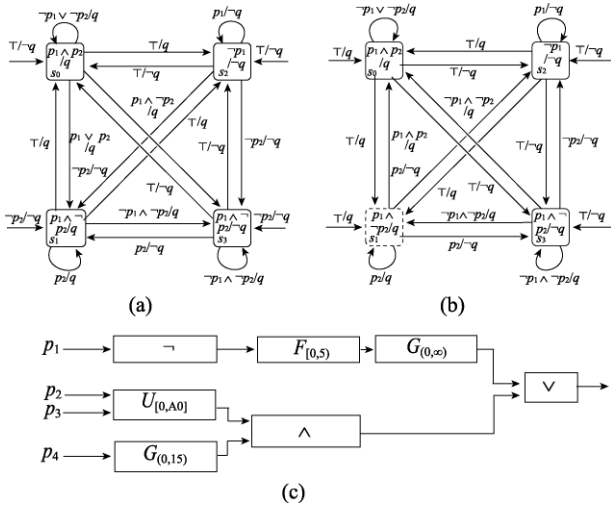 ¬p₁ ∨ ¬p₂/q
p₁/¬q
⊤/¬q
p₁ ∧ p₂
/q
s₀
⊤/q
⊤/¬q
¬p₁
/¬q
s₂
⊤/¬q
⊤/q
p₁ ∨ p₂
/q
p₁ ∧ ¬p₂
/q
⊤/¬q
¬p₂/¬q
¬p₂/¬q
⊤/q
⊤/q
¬p₂/¬q
p₁ ∧ ¬
p₂/q
s₁
¬p₁ ∧ ¬p₂/q
p₂/¬q
p₁ ∧ ¬
p₂/¬q
s₃
¬p₂/¬q
p₂/q
¬p₁ ∧ ¬p₂/q
(a)
¬p₁ ∨ ¬p₂/q
p₁/¬q
⊤/q
p₁ ∧ p₂
/q
s₀
⊤/q
⊤/¬q
¬p₁
/¬q
s₂
⊤/¬q
⊤/q
p₁ ∧ p₂
/q
¬p₁ ∧ ¬p₂
/q
⊤/¬q
¬p₂/¬q
p₂/¬q
⊤/q
⊤/¬q
⊤/q
p₁ ∧
¬p₂/q
s₁
¬p₁∧¬p₂/q
p₂/¬q
p₁ ∧ ¬
p₂/¬q
s₃
⊤/¬q
p₂/q
¬p₁ ∧ ¬p₂/q
(b)
p₁ ¬ F[0,5) G(0,∞)
∨
p₂
p₃ U[0,A0]
∧
p₄ G(0,15)
(c)